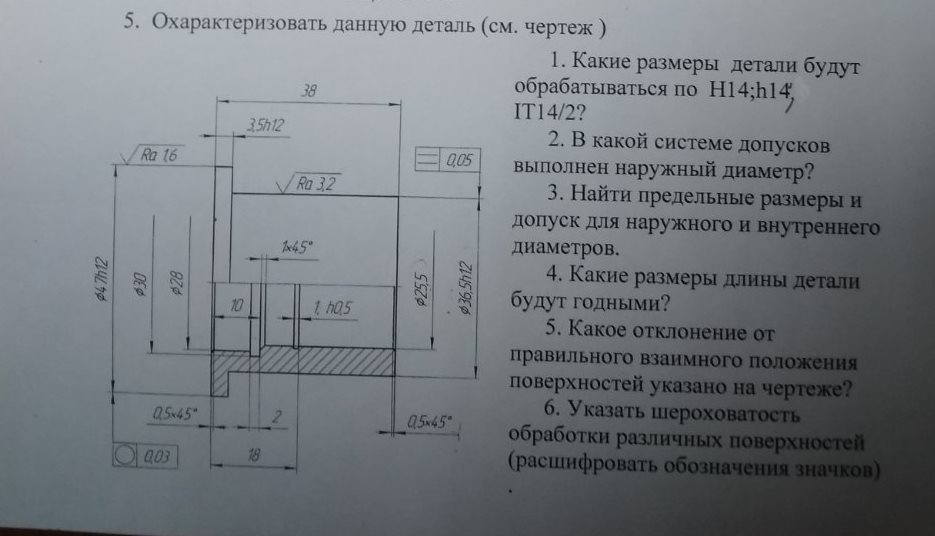 5. Охарактеризовать данную деталь (см. чертеж )
1. Какие размеры детали будут
обрабатываться по Н14;h14,
IT14/2?
2. В какой системе допусков
выполнен наружный диаметр?
3. Найти предельные размеры и
допуск для наружного и внутреннего
диаметров.
4. Какие размеры длины детали
будут годными?
5. Какое отклонение от
правильного взаимного положения
поверхностей указано на чертеже?
6. Указать шероховатость
обработки различных поверхностей
(расшифровать обозначения значков)
.
38
3,5h12
Ra 1,6
0,05
Ra 3,2
1x45°
ø47h12
ø30
ø28
10
1, h0,5
ø25,5
ø36,5h12
0,5x45°
2
0,5x45°
0,03
18